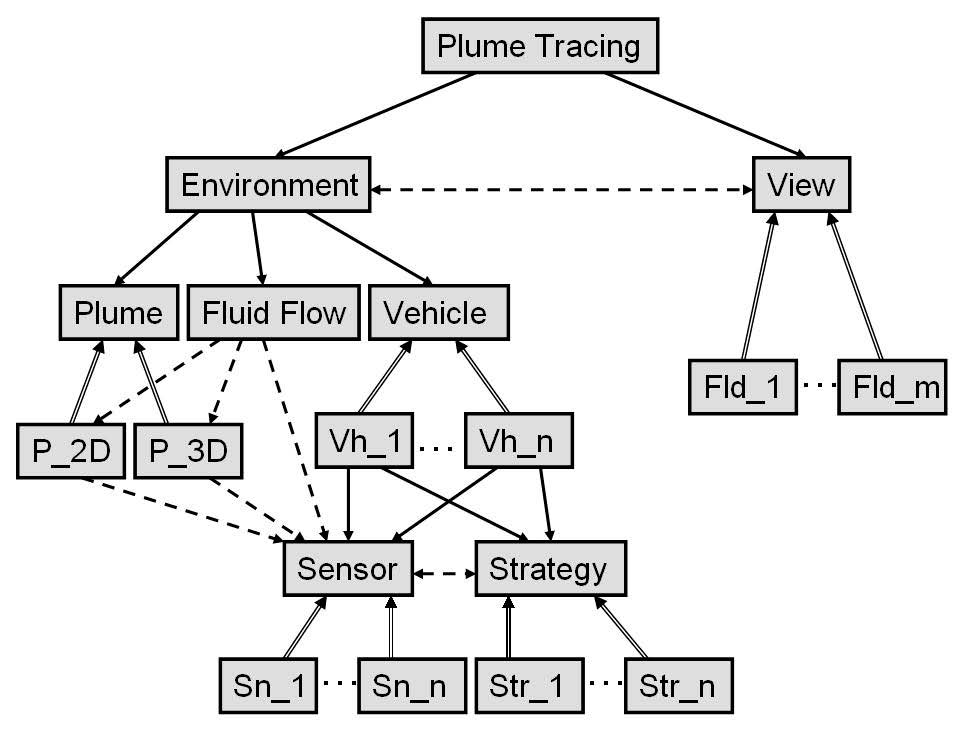 Plume Tracing
Environment
View
Plume
Fluid Flow
Vehicle
Fld_1
...
Fld_m
P_2D
P_3D
Vh_1
...
Vh_n
Sensor
Strategy
Sn_1
...
Sn_n
Str_1
...
Str_n